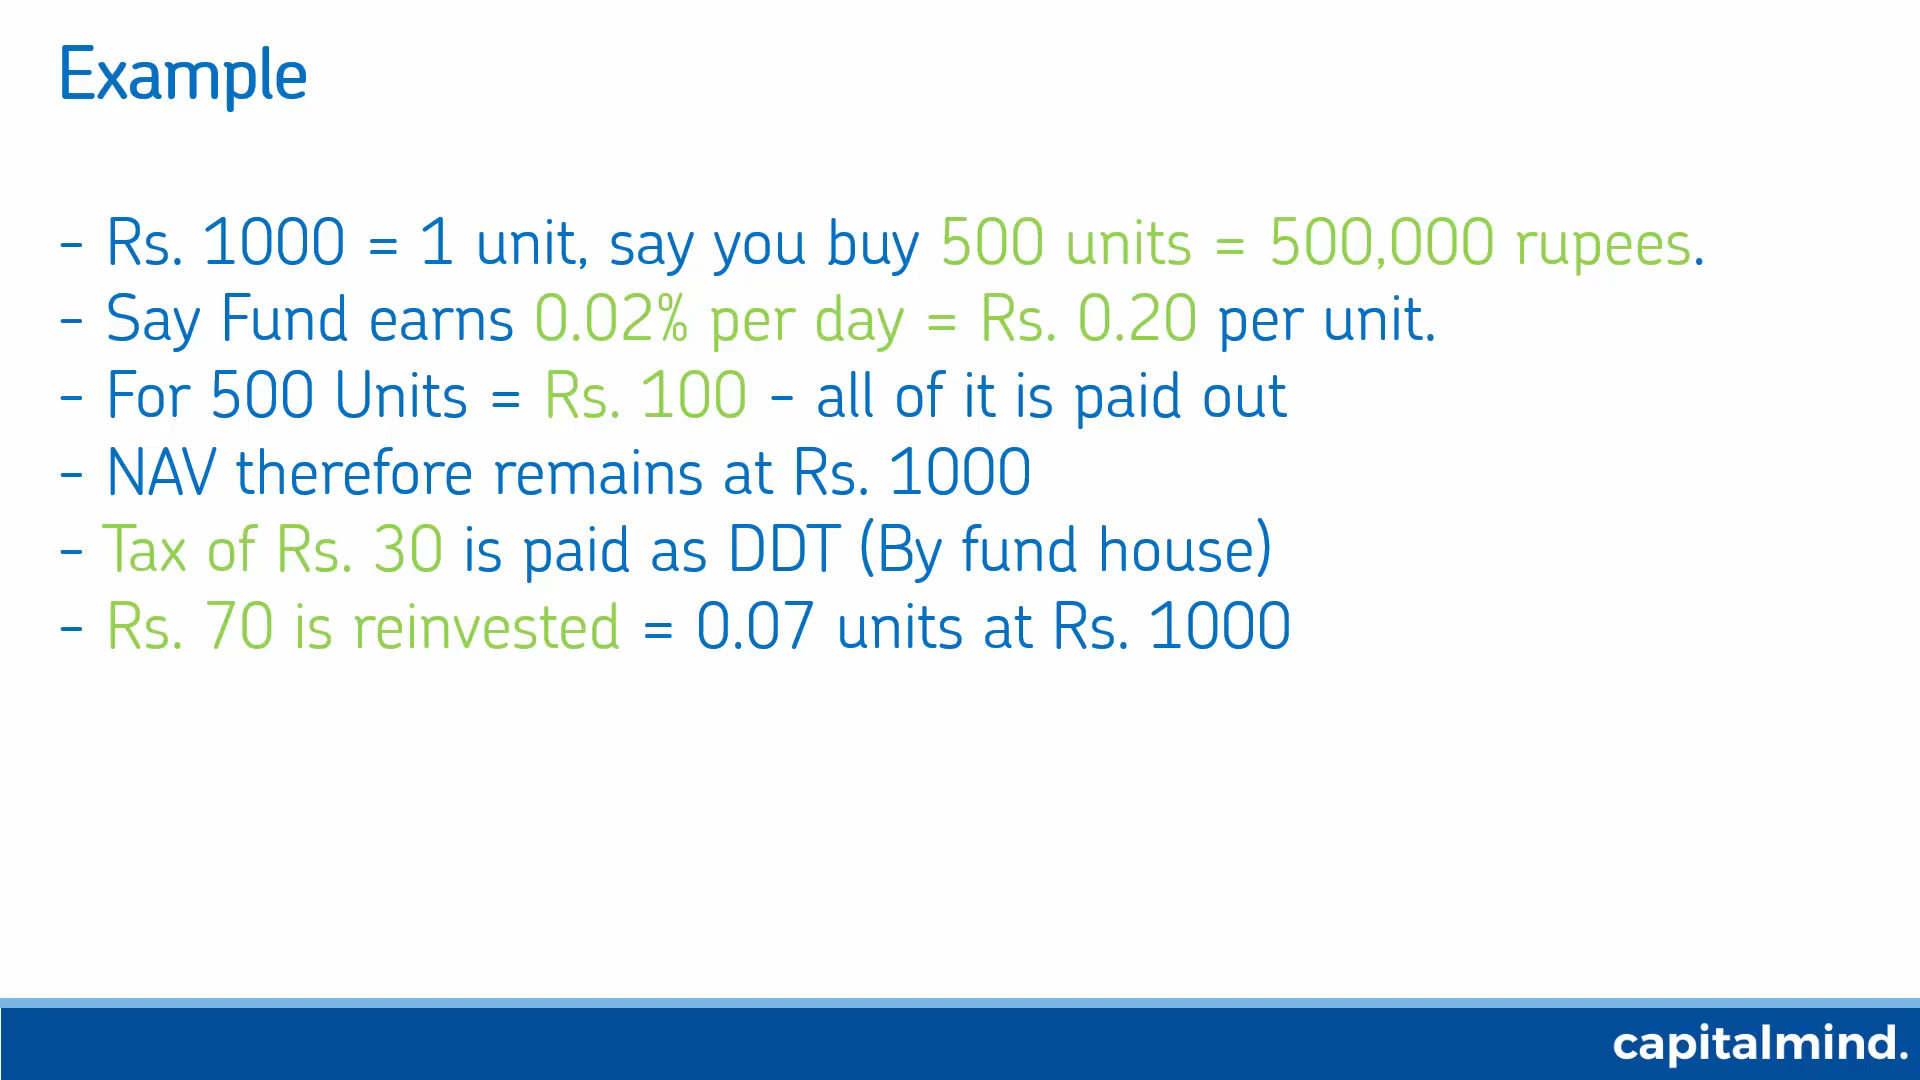 Example
- Rs. 1000 = 1 unit, say you buy 500 units = 500,000 rupees.
- Say Fund earns 0.02% per day = Rs. 0.20 per unit.
- For 500 Units = Rs. 100 - all of it is paid out
- NAV therefore remains at Rs. 1000
- Tax of Rs. 30 is paid as DDT (By fund house)
- Rs. 70 is reinvested = 0.07 units at Rs. 1000
capitalmind.